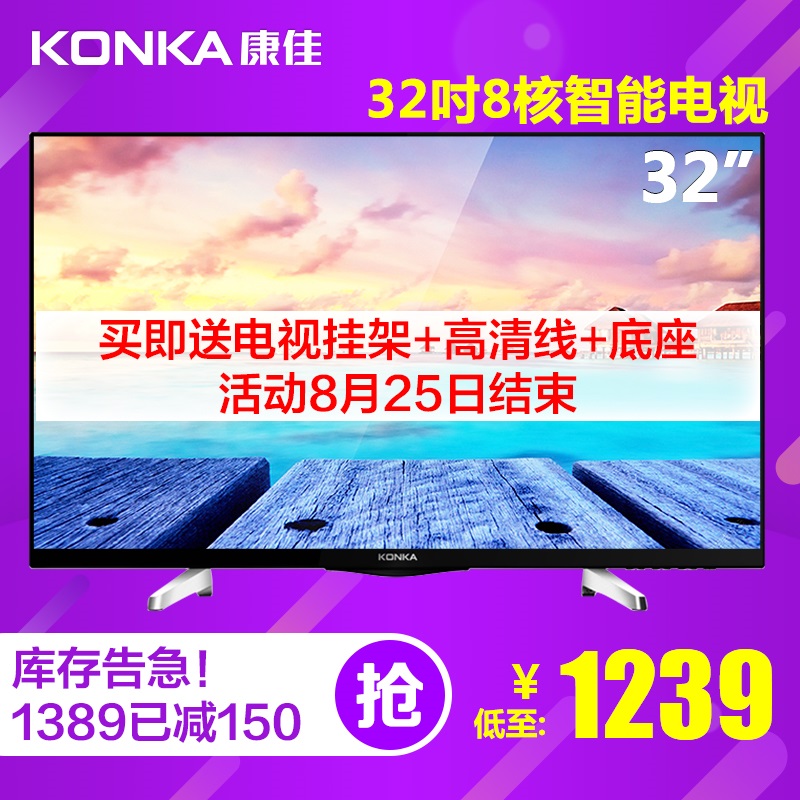 KONKA康佳
32吋8核智能电视
32”
买即送电视挂架+高清线+底座
活动8月25日结束
KONKA
库存告急！
1389已减150
抢
¥
低至:
1239